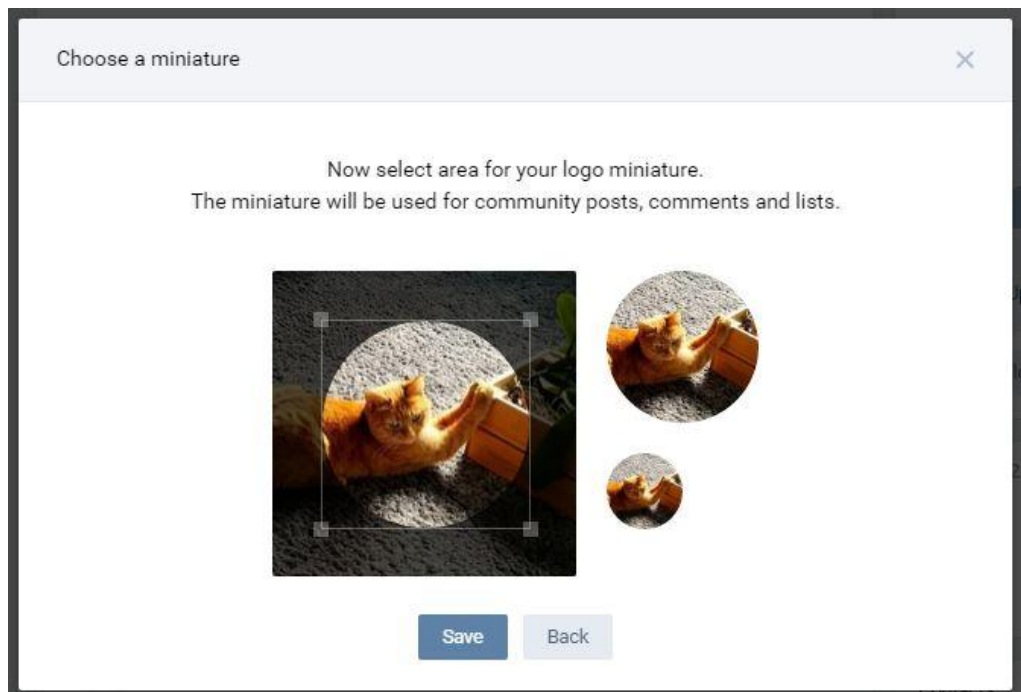 Choose a miniature
Now select area for your logo miniature.
The miniature will be used for community posts, comments and lists.
Save
Back